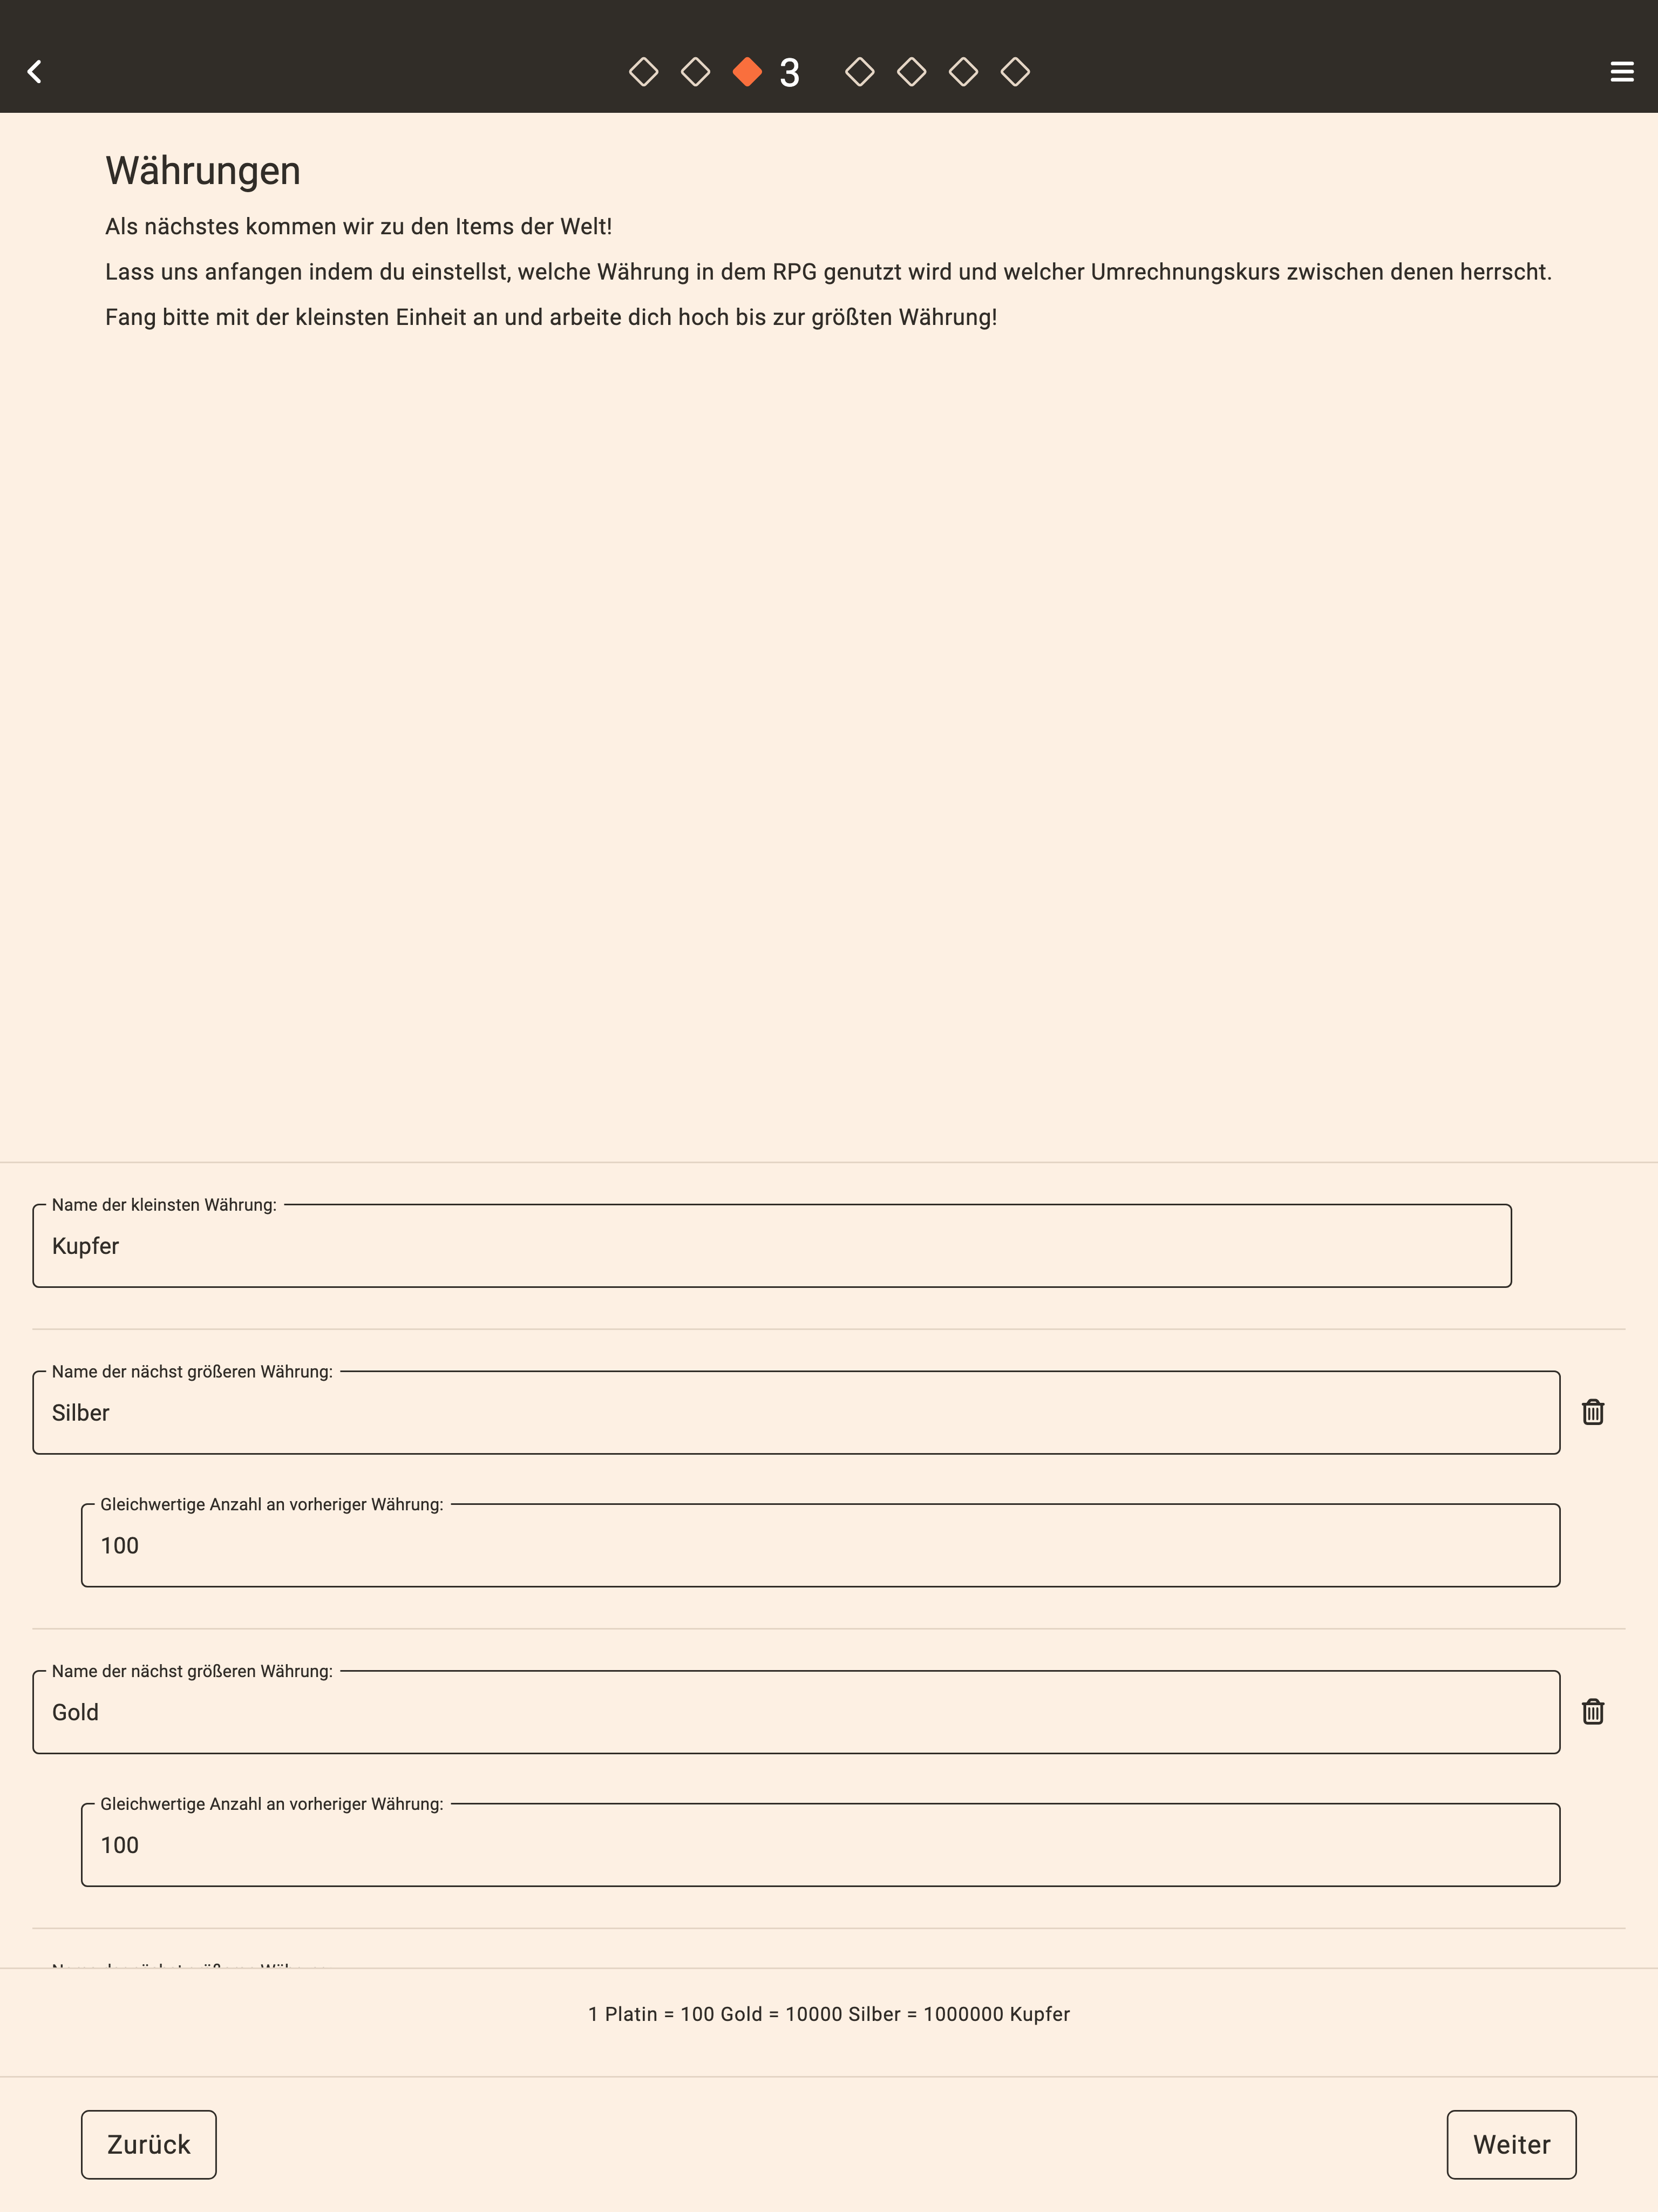 3
Währungen
Als nächstes kommen wir zu den Items der Welt!
Lass uns anfangen indem du einstellst, welche Währung in dem RPG genutzt wird und welcher Umrechnungskurs zwischen denen herrscht.
Fang bitte mit der kleinsten Einheit an und arbeite dich hoch bis zur größten Währung!
Name der kleinsten Währung:
Kupfer
Name der nächst größeren Währung:
Silber
Gleichwertige Anzahl an vorheriger Währung:
100
Name der nächst größeren Währung:
Gold
Gleichwertige Anzahl an vorheriger Währung:
100
1 Platin = 100 Gold = 10000 Silber = 1000000 Kupfer
Zurück
Weiter